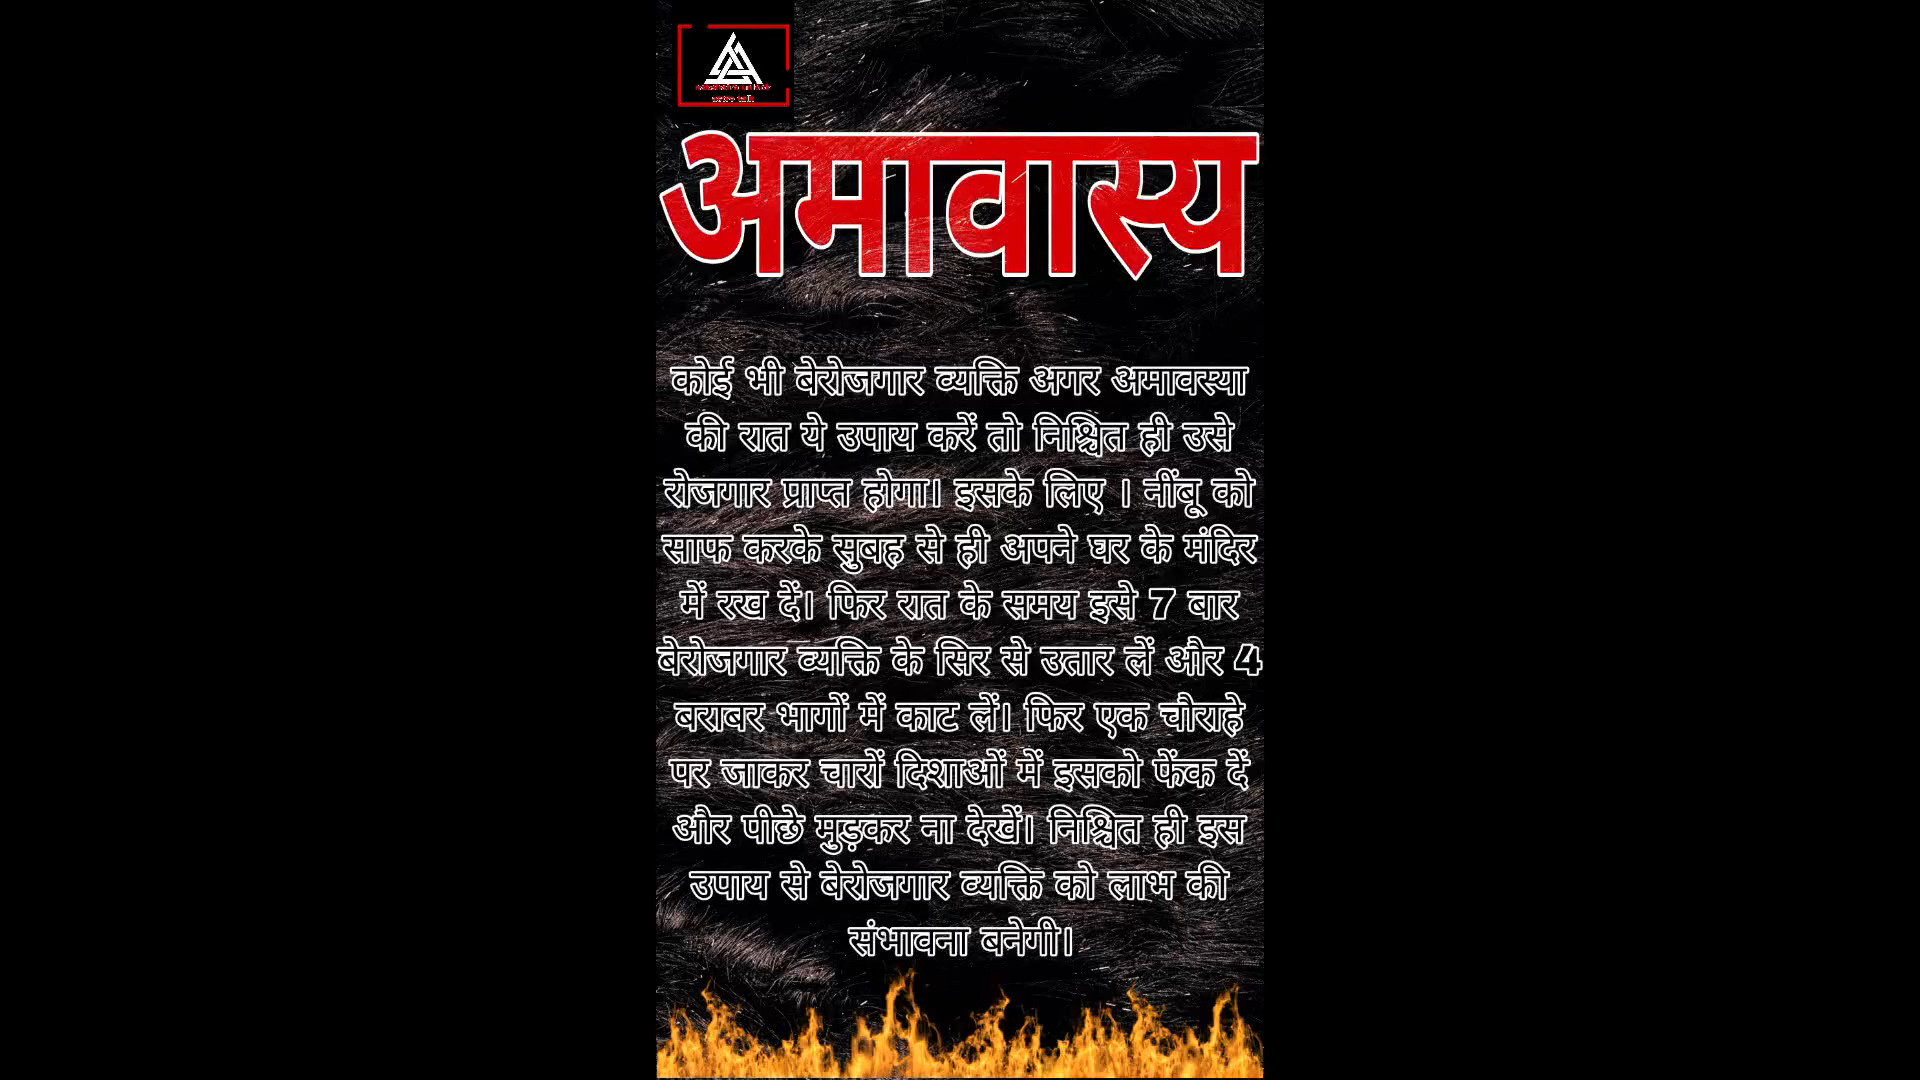 अमावास्य
कोई भी बेरोजगार व्यक्ति अगर अमावस्या
की रात ये उपाय करें तो निश्चित ही उसे
रोजगार प्राप्त होगा। इसके लिए । नींबू को
साफ करके सुबह से ही अपने घर के मंदिर
में रख दें। फिर रात के समय इसे 7 बार
बेरोजगार व्यक्ति के सिर से उतार लें और 4
बराबर भागों में काट लें। फिर एक चौराहे
पर जाकर चारों दिशाओं में इसको फेंक दें
और पीछे मुड़कर ना देखें। निश्चित ही इस
उपाय से बेरोजगार व्यक्ति को लाभ की
संभावना बनेगी।